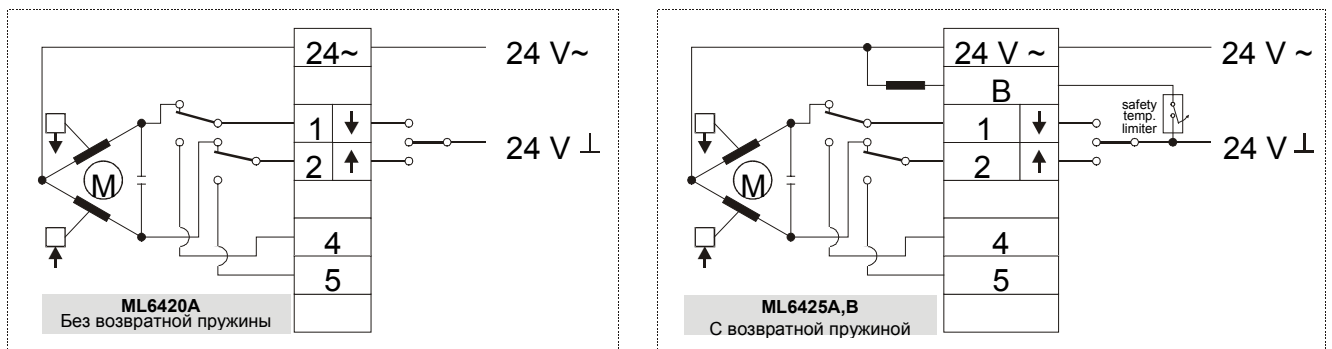 24~
24 V~
1
2
24 V ⊥
M
4
5
ML6420A
Без возвратной пружины
24 V ~
24 V ~
B
safety
temp.
limiter
1
2
24 V ⊥
M
4
5
ML6425A,B
С возвратной пружиной